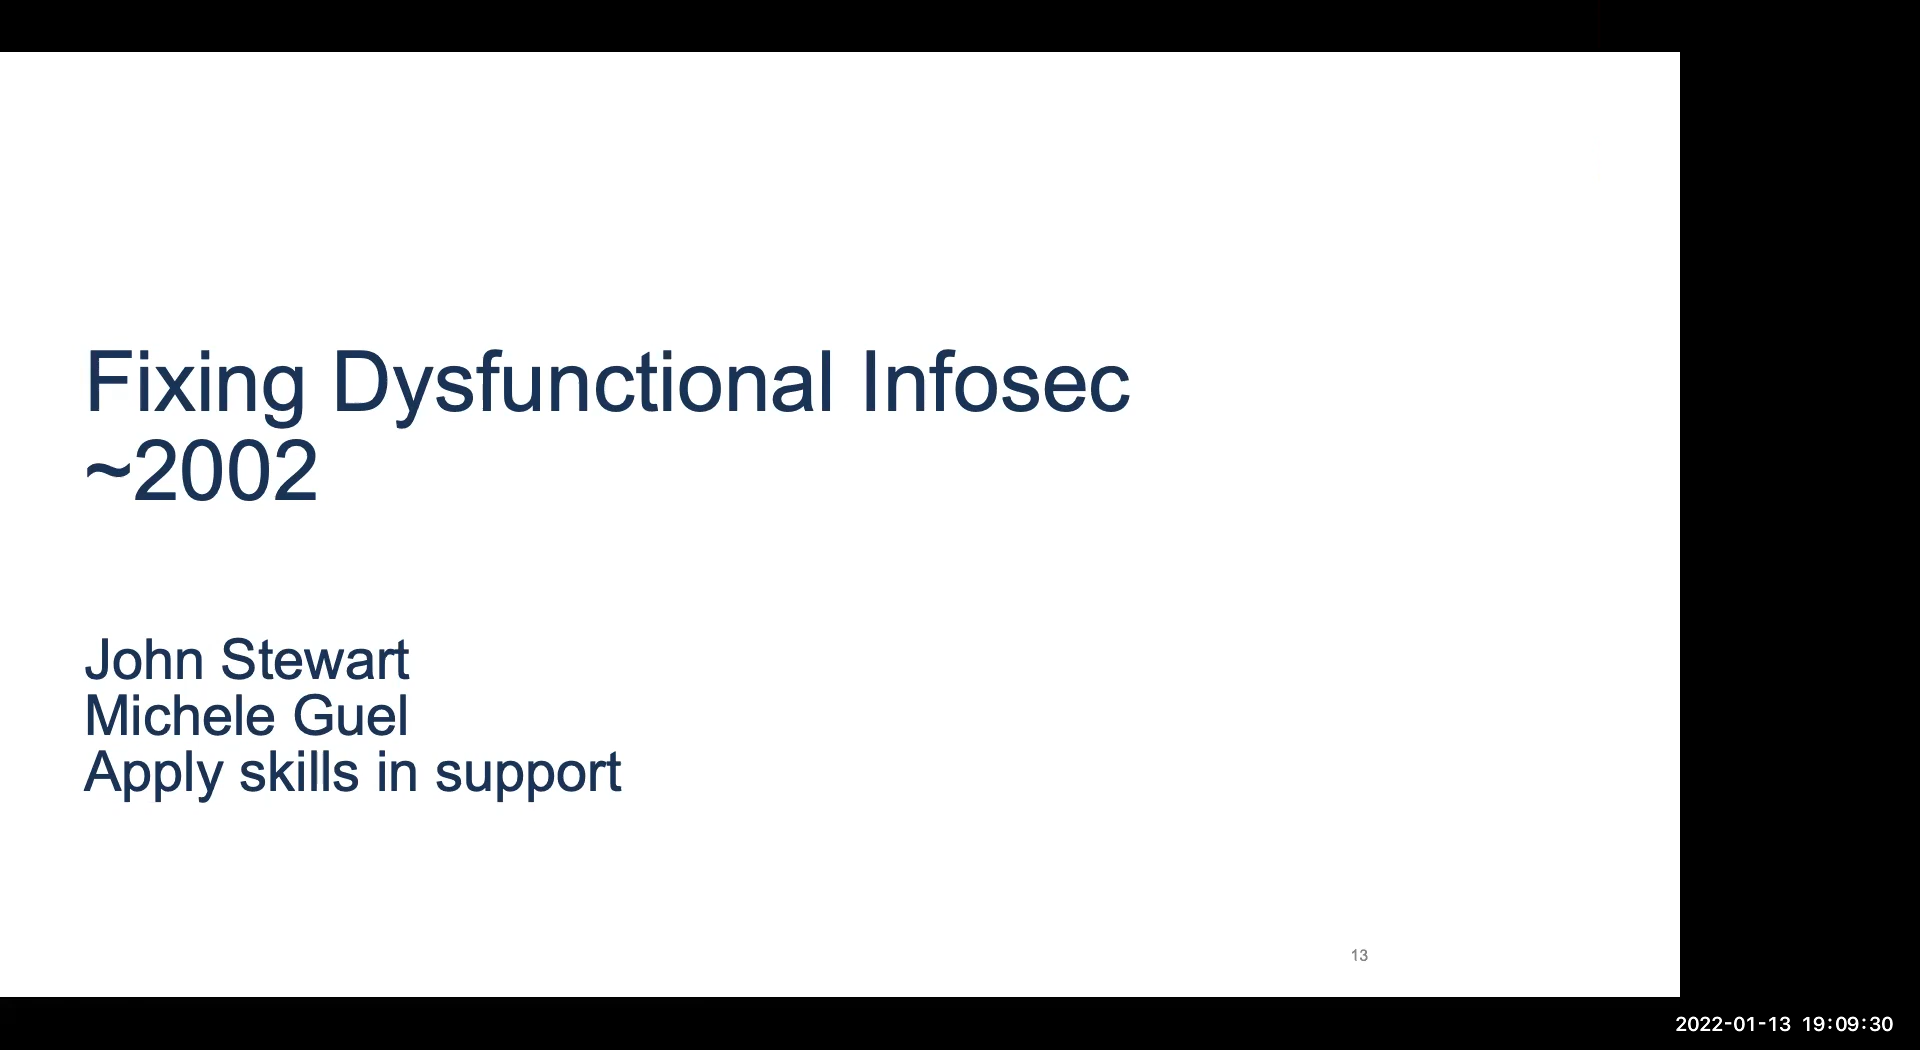 Fixing Dysfunctional Infosec
~2002
John Stewart
Michele Guel
Apply skills in support
13
2022-01-13 19:09:30